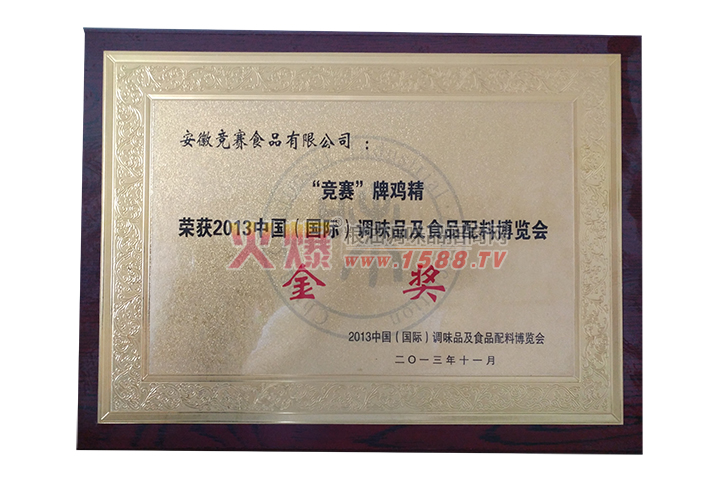 安徽竞赛食品有限公司：
“竞赛”牌鸡精
荣获2013中国（国际）调味品及食品配料博览会
火爆
www.1588.TV
金奖
2013中国（国际）调味品及食品配料博览会
二〇一三年十一月